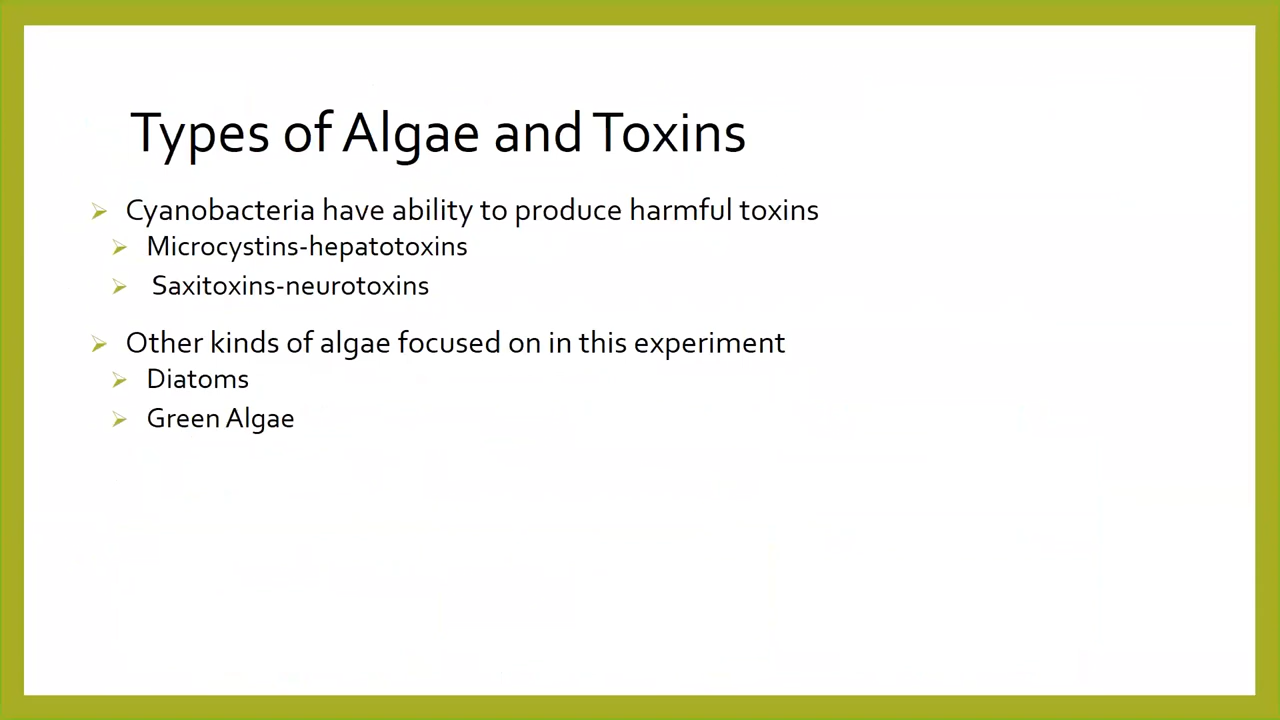 Types of Algae and Toxins
Cyanobacteria have ability to produce harmful toxins
Microcystins-hepatotoxins
Saxitoxins-neurotoxins
Other kinds of algae focused on in this experiment
Diatoms
Green Algae